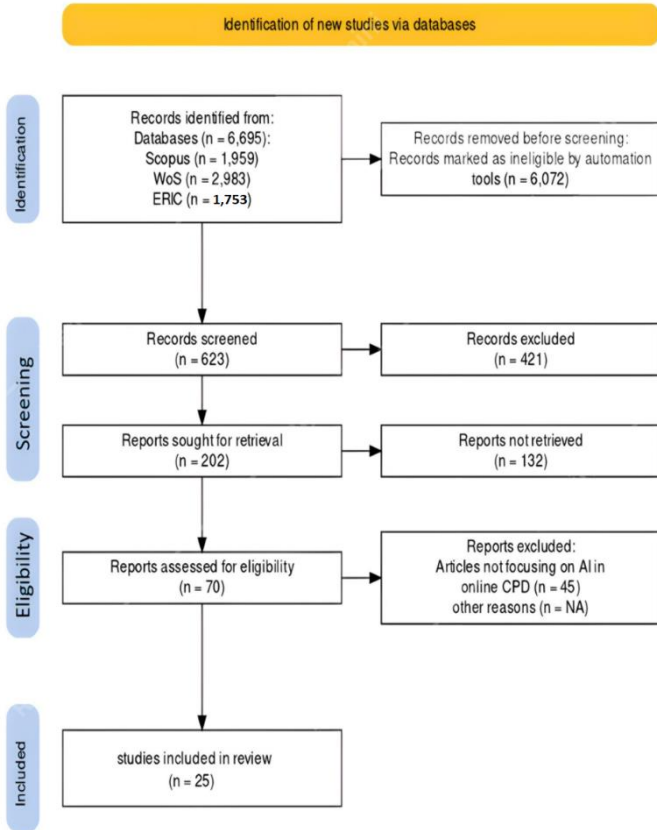 Identification of new studies via databases
Identification
Records identified from:
Databases (n = 6,695):
Scopus (n = 1,959)
WoS (n = 2,983)
ERIC (n = 1,753)
Records removed before screening:
Records marked as ineligible by automation
tools (n = 6,072)
Screening
Records screened
(n = 623)
Records excluded
(n = 421)
Reports sought for retrieval
(n = 202)
Reports not retrieved
(n = 132)
Eligibility
Reports assessed for eligibility
(n = 70)
Reports excluded:
Articles not focusing on AI in
online CPD (n = 45)
other reasons (n = NA)
Included
studies included in review
(n = 25)